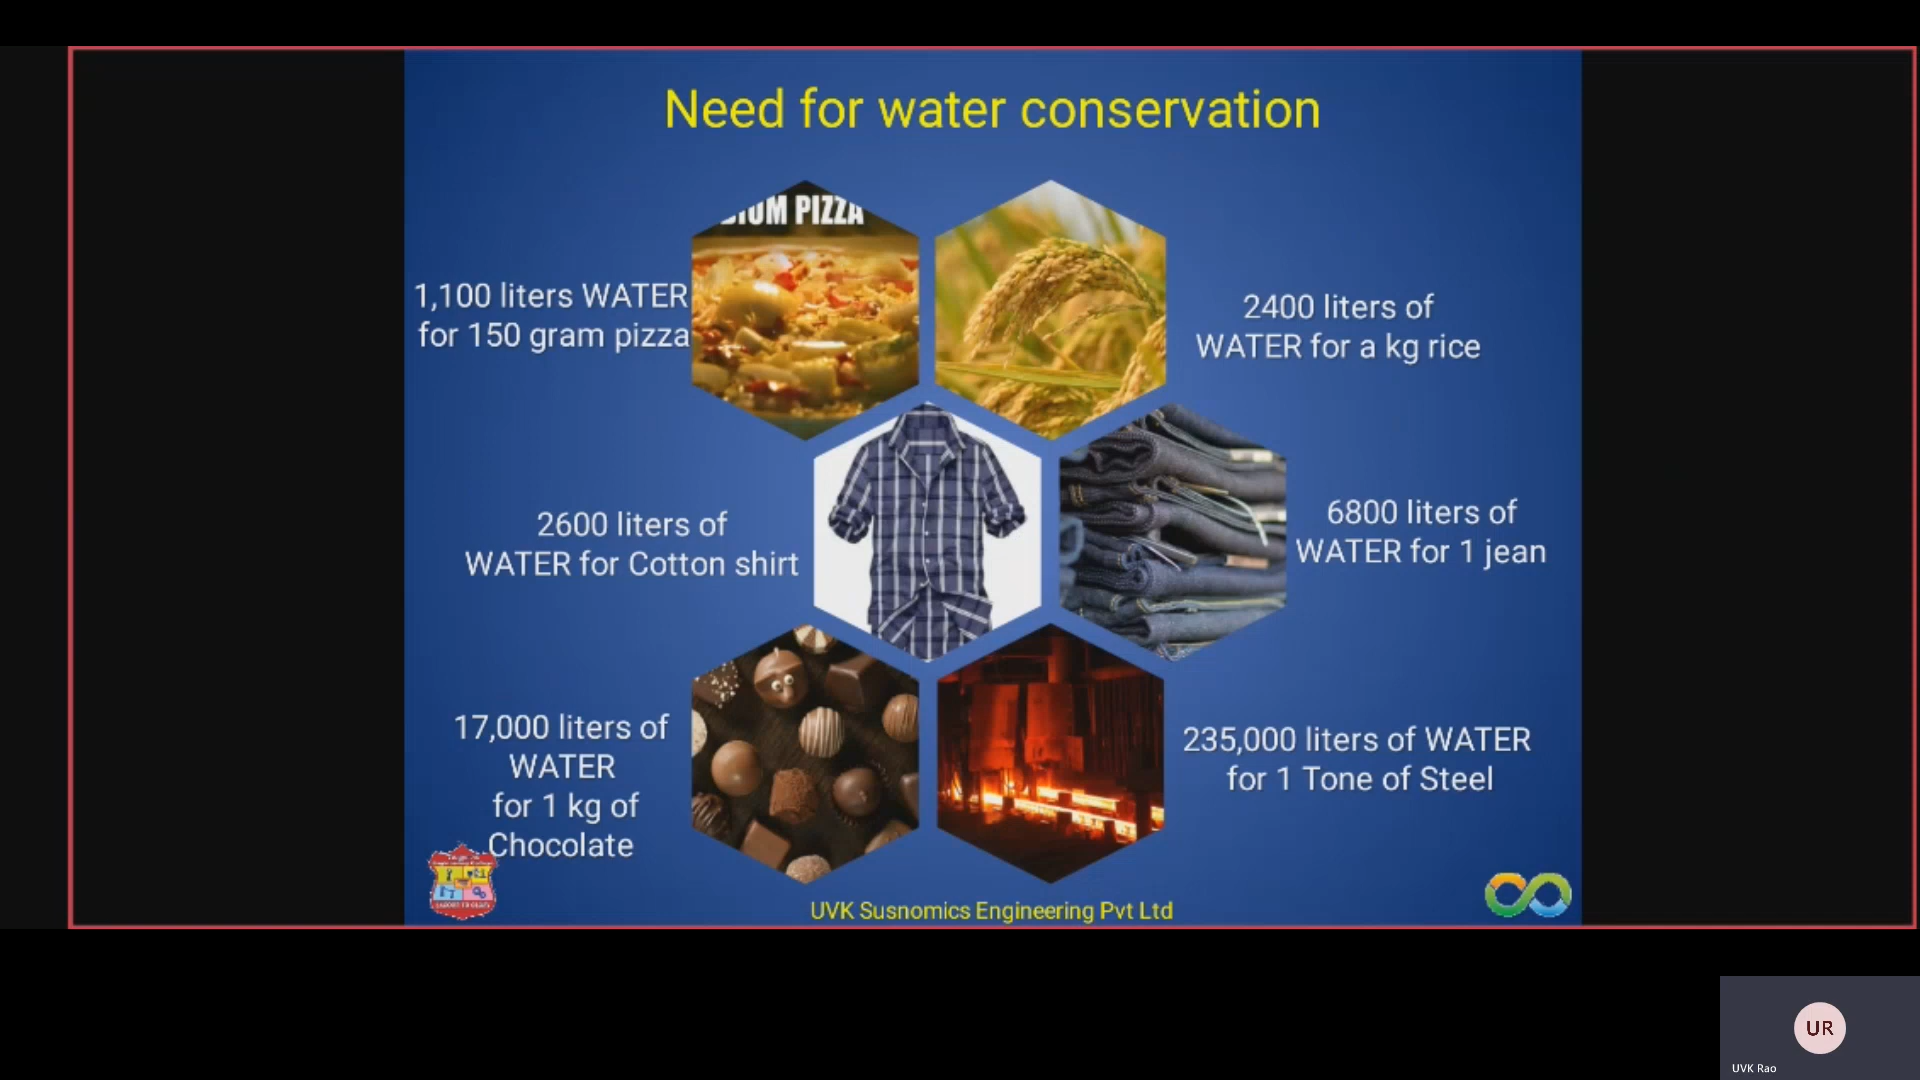 Need for water conservation
PIZZA
1,100 liters WATER
for 150 gram pizza
2400 liters of
WATER for a kg rice
2600 liters of
WATER for Cotton shirt
6800 liters of
WATER for 1 jean
17,000 liters of
WATER
for 1 kg of
Chocolate
235,000 liters of WATER
for 1 Tone of Steel
UVK Susnomics Engineering Pvt Ltd
UR
UVK Rao